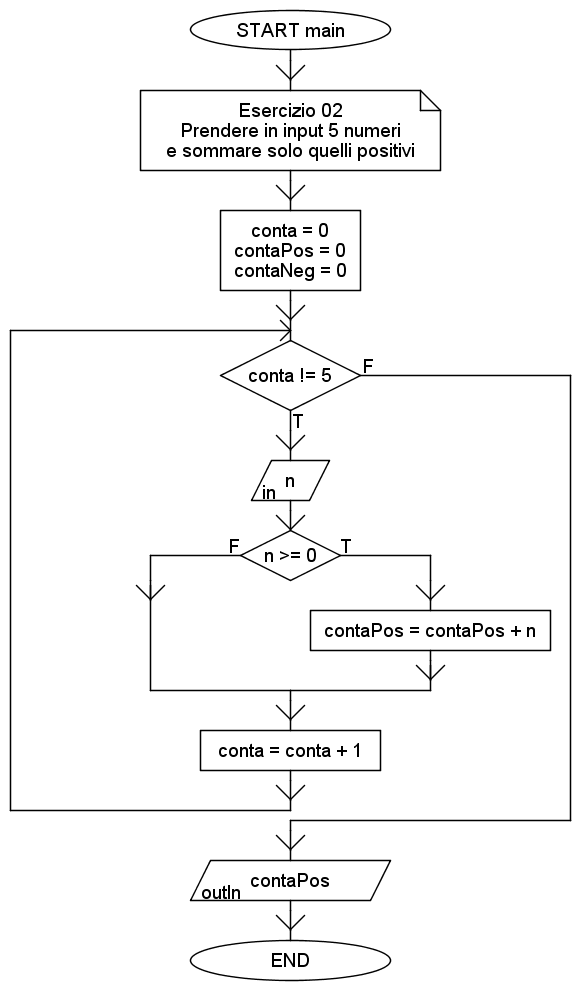 START main
Esercizio 02
Prendere in input 5 numeri
e sommare solo quelli positivi
conta = 0
contaPos = 0
contaNeg = 0
conta != 5
F
T
n
in
F
n >= 0
T
contaPos = contaPos + n
conta = conta + 1
contaPos
outln
END